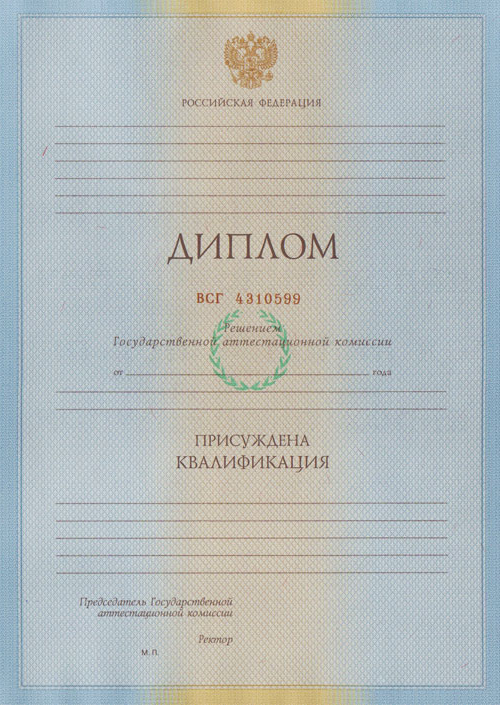 РОССИЙСКАЯ ФЕДЕРАЦИЯ
ДИПЛОМ
ВСГ 4310599
Решением
Государственной аттестационной комиссии
от года
ПРИСУЖДЕНА
КВАЛИФИКАЦИЯ
Председатель Государственной
аттестационной комиссии
Ректор
М. П.